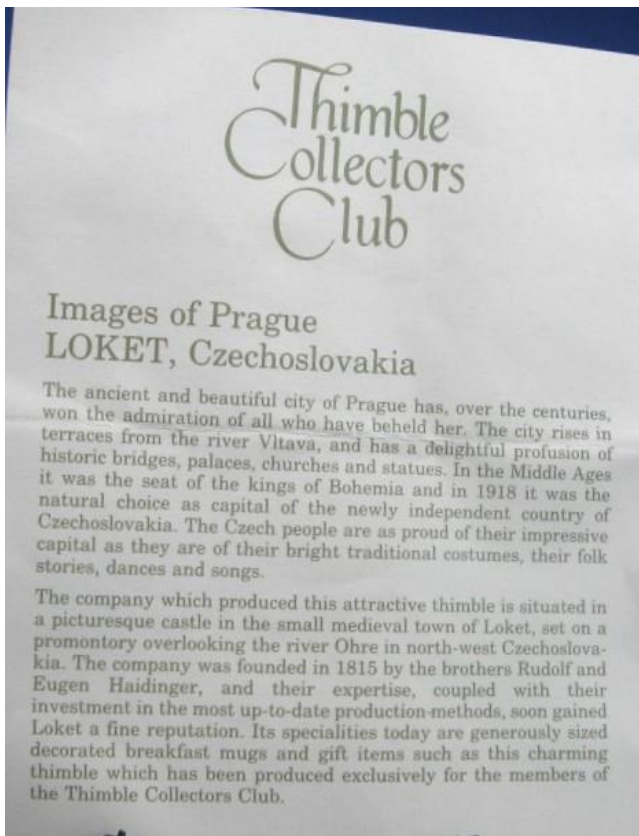 Thimble
Collectors
Club
Images of Prague
LOKET, Czechoslovakia
The ancient and beautiful city of Prague has, over the centuries,
won the admiration of all who have beheld her. The city rises in
terraces from the river Vltava, and has a delightful profusion of
historic bridges, palaces, churches and statues. In the Middle Ages
it was the seat of the kings of Bohemia and in 1918 it was the
natural choice as capital of the newly independent country of
Czechoslovakia. The Czech people are as proud of their impressive
capital as they are of their bright traditional costumes, their folk
stories, dances and songs.
The company which produced this attractive thimble is situated in
a picturesque castle in the small medieval town of Loket, set on a
promontory overlooking the river Ohre in north-west Czechoslova-
kia. The company was founded in 1815 by the brothers Rudolf and
Eugen Haidinger, and their expertise, coupled with their
investment in the most up-to-date production-methods, soon gained
Loket a fine reputation. Its specialities today are generously sized
decorated breakfast mugs and gift items such as this charming
thimble which has been produced exclusively for the members of
the Thimble Collectors Club.